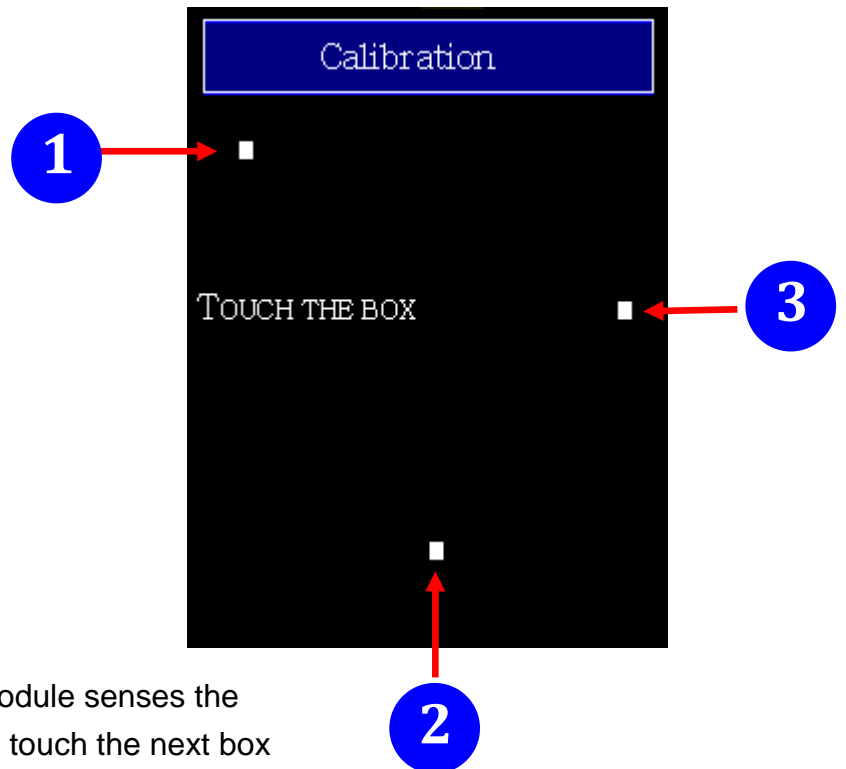 Calibration
1
TOUCH THE BOX
3
2
odule senses the
touch the next box